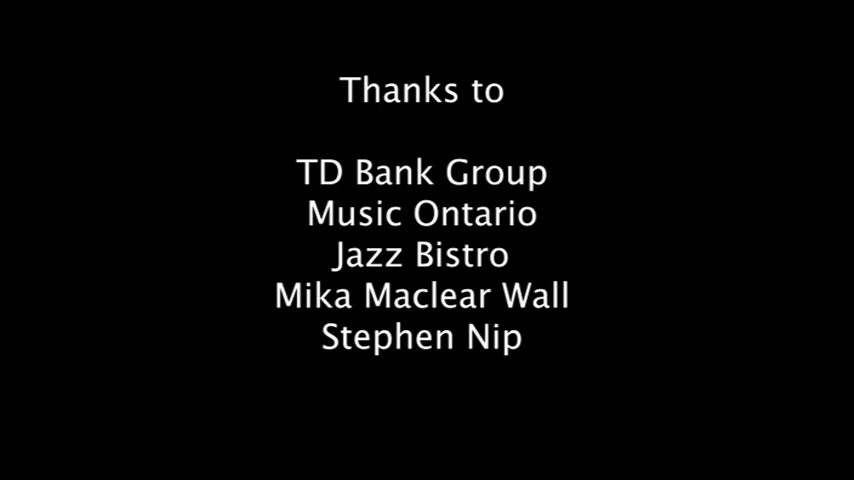 Thanks to
TD Bank Group
Music Ontario
Jazz Bistro
Mika Maclear Wall
Stephen Nip